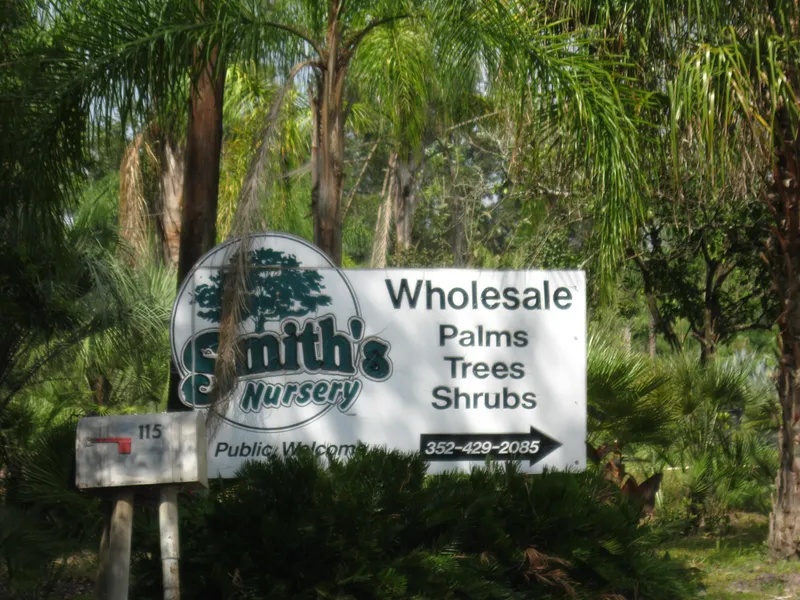 Smith's
Nursery
Wholesale
Palms
Trees
Shrubs
Public Welcome
352-429-2085
115